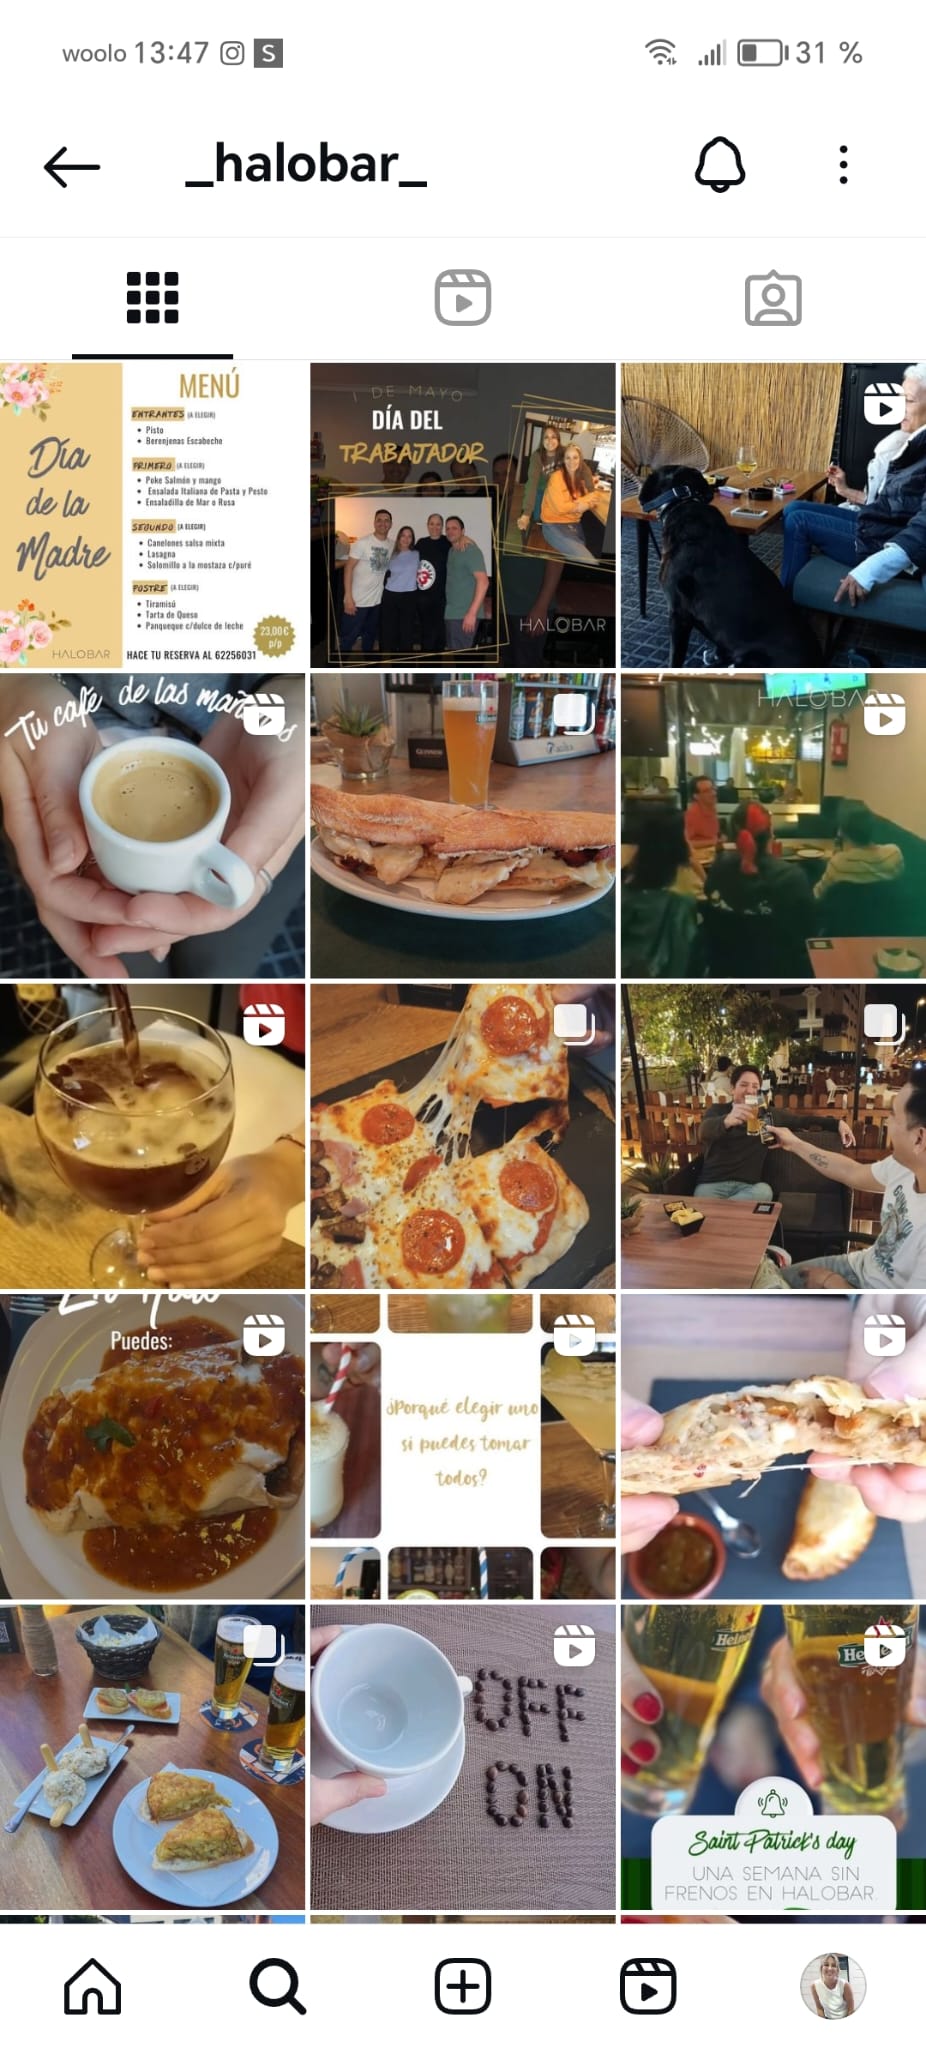 woolo 13:47 S 31 %
_halobar_
Día
de la
Madre
HALOBAR
MENÚ
ENTRANTES (A ELEGIR)
• Pisto
• Berenjenas Escabeche
PRIMERO (A ELEGIR)
• Poke Salmón y mango
• Ensalada Italiana de Pasta y Pesto
• Ensaladilla de Mar o Rusa
SEGUNDO (A ELEGIR)
• Canelones salsa mixta
• Lasagna
• Solomillo a la mostaza c/puré
POSTRE (A ELEGIR)
• Tiramisú
• Tarta de Queso
• Panqueque c/dulce de leche
23,00€
p/p
HACE TU RESERVA AL 62256031
1 DE MAYO
DÍA DEL
TRABAJADOR
HALOBAR
Tu café de las mañanas
Heineken
GUINNESS
HALOBAR
Puedes:
¿Porqué elegir uno
si puedes tomar
todos?
OFF
ON
Heine
He
Saint Patrick's day
UNA SEMANA SIN
FRENOS EN HALOBAR.